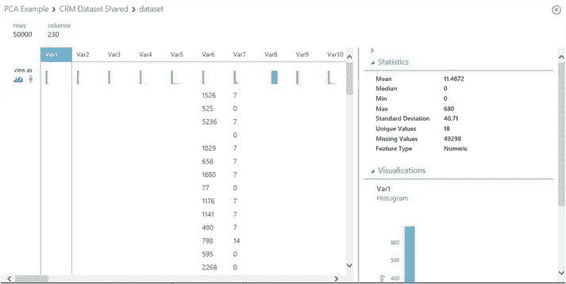 PCA Example > CRM Dataset Shared > dataset
rows columns
50000 230
Var1 Var2 Var3 Var4 Var5 Var6 Var7 Var8 Var9 Var10
view as
1526 7
525 0
5236 7
0
1029 7
658 7
1680 7
77 0
1176 7
1141 7
490 7
798 14
595 0
2268 0
Statistics
Mean 11.4872
Median 0
Min 0
Max 680
Standard Deviation 40.71
Unique Values 18
Missing Values 49298
Feature Type Numeric
Visualizations
Var1
Histogram
600
500
400